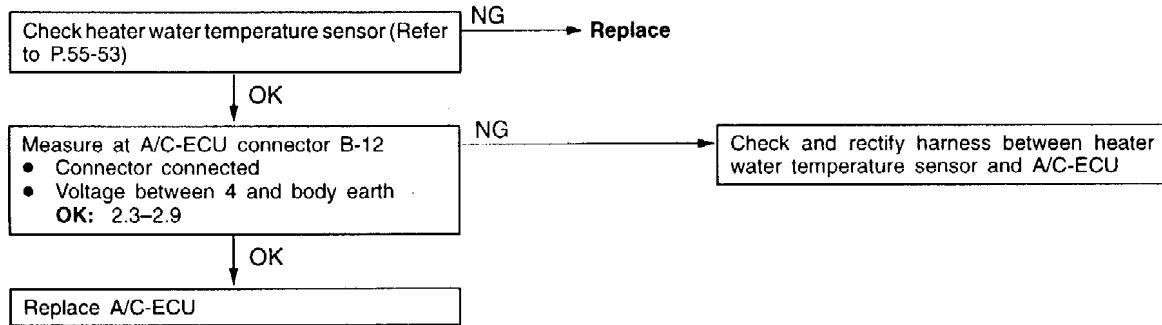 Check heater water temperature sensor (Refer
to P.55-53)
NG
Replace
OK
Measure at A/C-ECU connector B-12
● Connector connected
● Voltage between 4 and body earth
OK: 2.3–2.9
NG
Check and rectify harness between heater
water temperature sensor and A/C-ECU
OK
Replace A/C-ECU